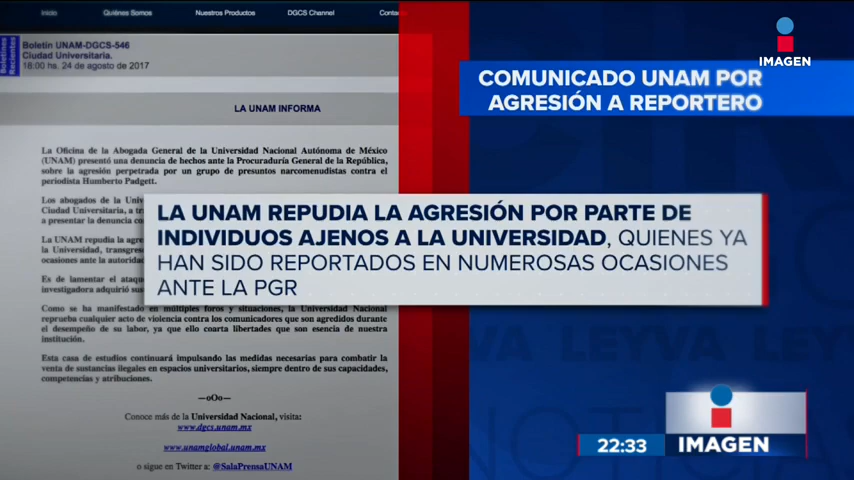 Inicio Quiénes Somos Nuestros Productos DGCS Channel
Boletines
Recientes
Boletín UNAM-DGCS-546
Ciudad Universitaria.
18:00 hs. 24 de agosto de 2017
LA UNAM INFORMA
La Oficina de la Abogada General de la Universidad Nacional Autónoma de México
(UNAM) presentó una denuncia de hechos ante la Procuraduría General de la República,
sobre la agresión perpetrada por un grupo de presuntos narcomenudistas contra el
periodista Humberto Padgett.
Los abogados de la
Ciudad Universitaria, a
a presentar la denuncia
La UNAM repudia la
la Universidad,
ocasiones ante la
Es de lamentar el
investigadora adquirió
Como se ha manifestado en múltiples foros y situaciones, la Universidad Nacional
reprueba cualquier acto de violencia contra los comunicadores que son agredidos durante
el desempeño de su labor, ya que ello coarta libertades que son esencia de nuestra
institución.
Esta casa de estudios continuará impulsando las medidas necesarias para combatir la
venta de sustancias ilegales en espacios universitarios, siempre dentro de sus capacidades,
competencias y atribuciones.
—oOo—
Conoce más de la Universidad Nacional, visita:
www.dgcs.unam.mx
www.unamglobal.unam.mx
o sigue en Twitter a: @SalaPrensaUNAM
IMAGEN
COMUNICADO UNAM POR
AGRESIÓN A REPORTERO
LA UNAM REPUDIA LA AGRESIÓN POR PARTE DE
INDIVIDUOS AJENOS A LA UNIVERSIDAD, QUIENES YA
HAN SIDO REPORTADOS EN NUMEROSAS OCASIONES
ANTE LA PGR
LEYVA
NOTICIAS
22:33 IMAGEN